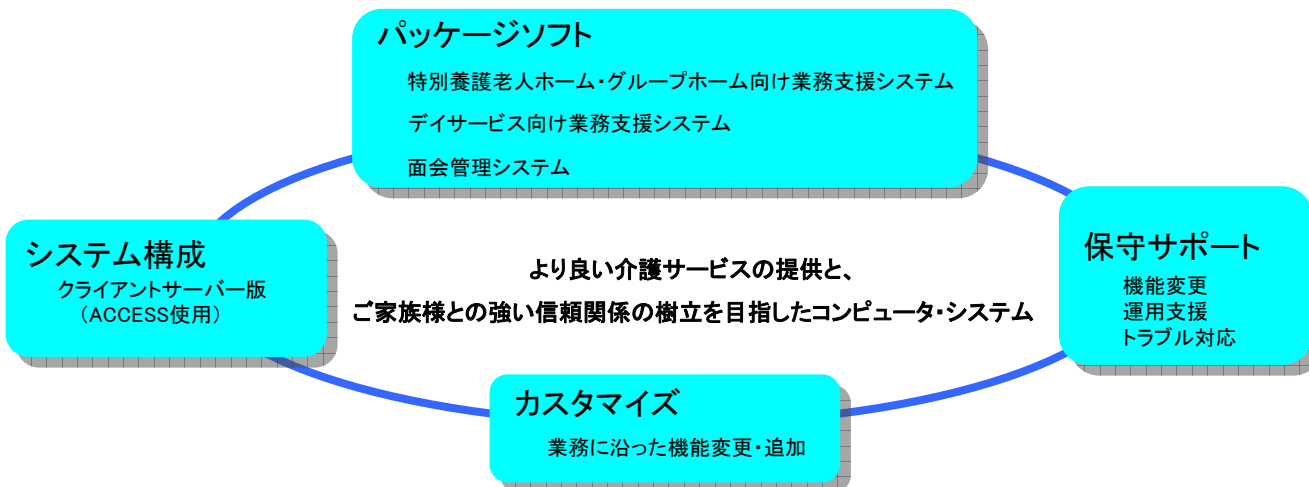 パッケージソフト
特別養護老人ホーム・グループホーム向け業務支援システム
デイサービス向け業務支援システム
面会管理システム
システム構成
クライアントサーバー版
（ACCESS使用）
より良い介護サービスの提供と、
ご家族様との強い信頼関係の樹立を目指したコンピュータ・システム
保守サポート
機能変更
運用支援
トラブル対応
カスタマイズ
業務に沿った機能変更・追加